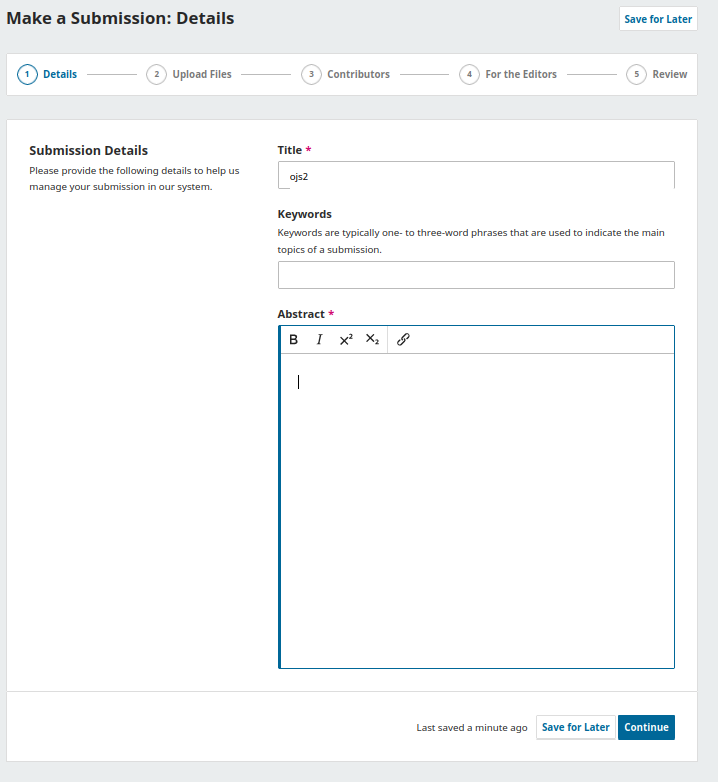 Make a Submission: Details
Save for Later
1 Details
2 Upload Files
3 Contributors
4 For the Editors
5 Review
Submission Details
Please provide the following details to help us
manage your submission in our system.
Title *
ojs2
Keywords
Keywords are typically one- to three-word phrases that are used to indicate the main
topics of a submission.
Abstract *
B I X² X₂
Last saved a minute ago
Save for Later
Continue